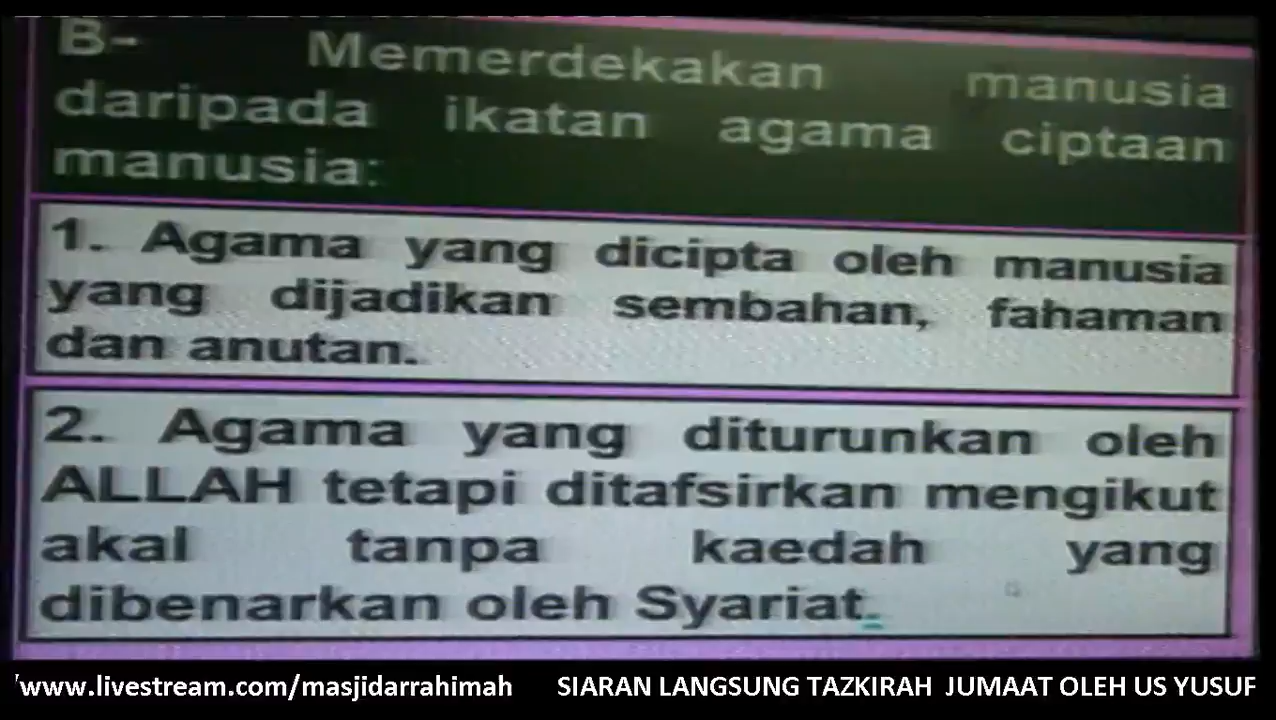 B- Memerdekakan manusia
daripada ikatan agama ciptaan
manusia:
1. Agama yang dicipta oleh manusia
yang dijadikan sembahan, fahaman
dan anutan.
2. Agama yang diturunkan oleh
ALLAH tetapi ditafsirkan mengikut
akal tanpa kaedah yang
dibenarkan oleh Syariat.
www.livestream.com/masjidarrahimah SIARAN LANGSUNG TAZKIRAH JUMAAT OLEH US YUSUF